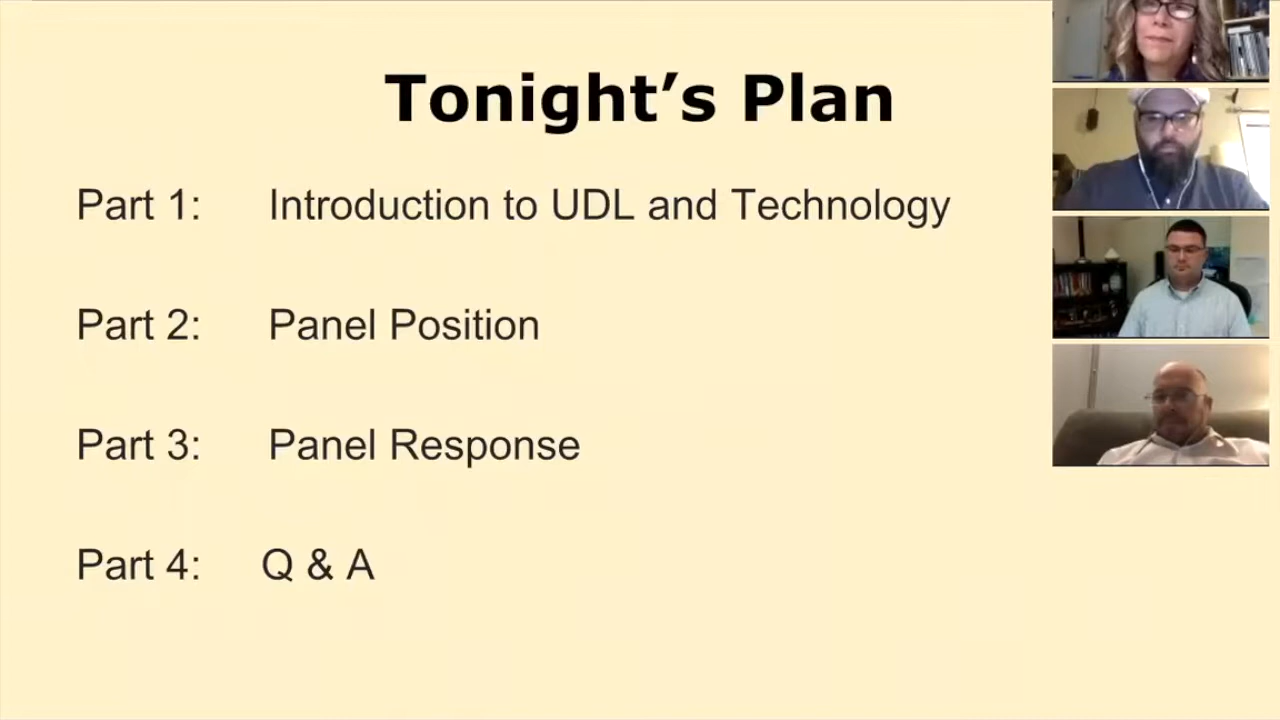 Tonight’s Plan
Part 1: Introduction to UDL and Technology
Part 2: Panel Position
Part 3: Panel Response
Part 4: Q & A